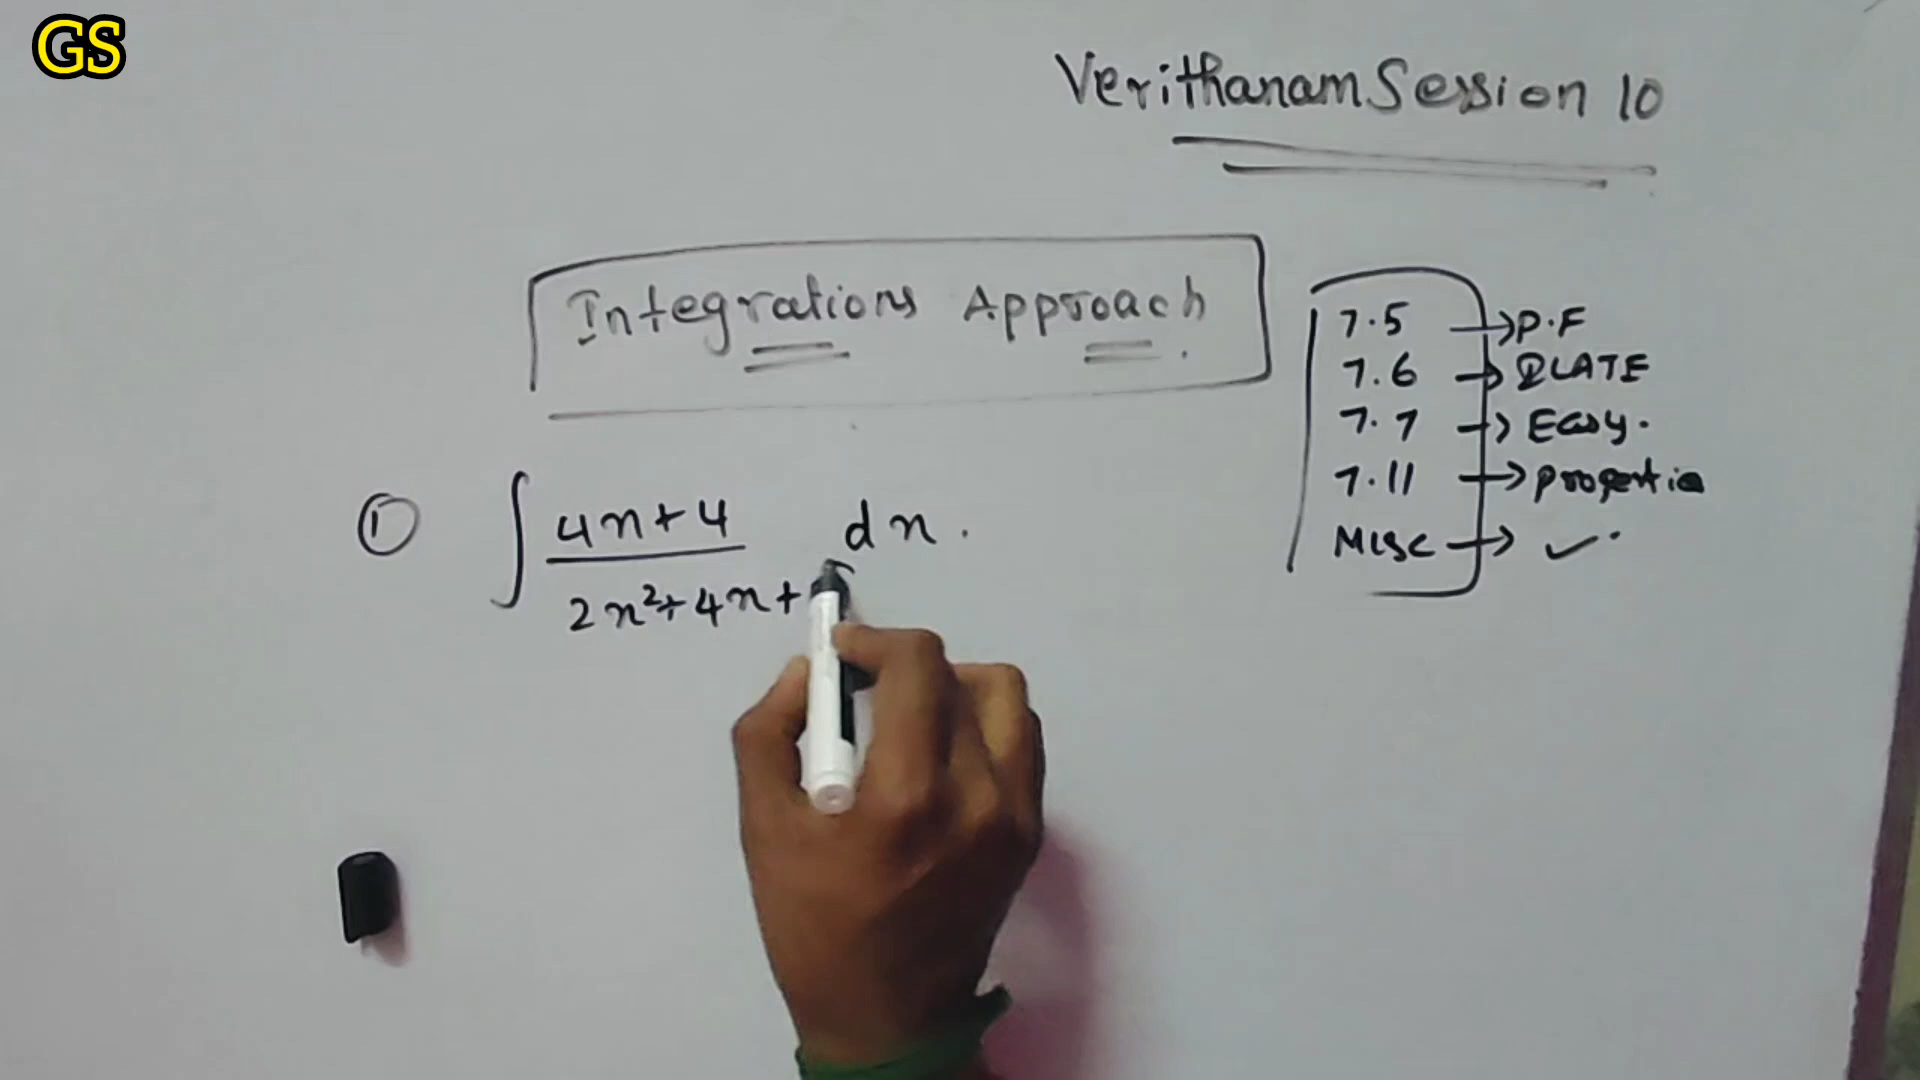 GS
Verithanam Session 10
Integrations Approach.
7.5 → P.F
7.6 → ILATE
7.7 → Easy.
7.11 → propertie
Misc → ✓.
① ∫ 4x+4 dx.
2x²+4x+